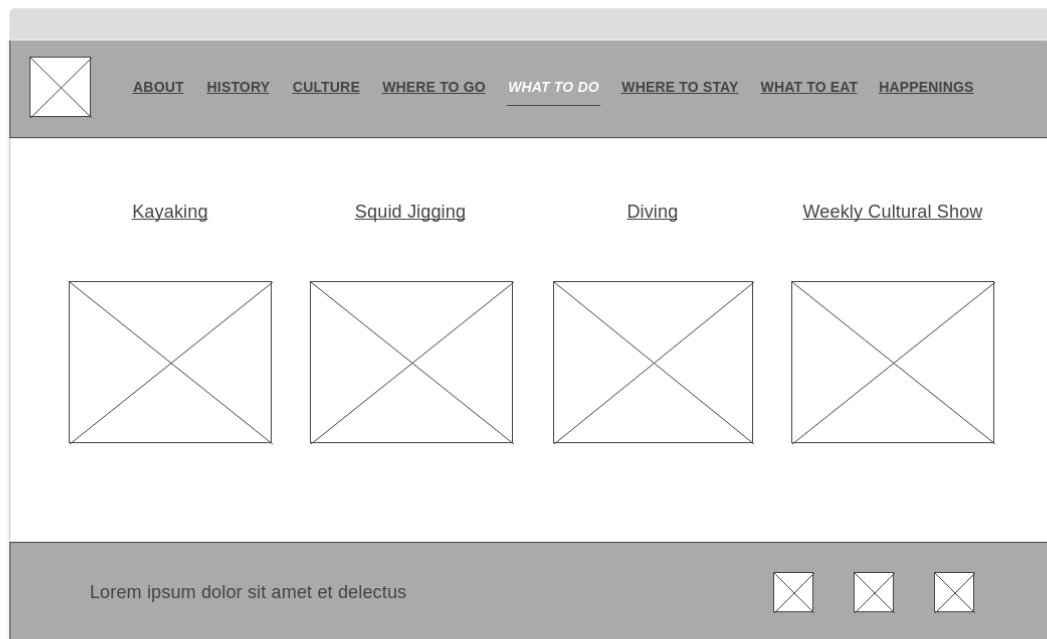 ABOUT HISTORY CULTURE WHERE TO GO WHAT TO DO WHERE TO STAY WHAT TO EAT HAPPENINGS
Kayaking Squid Jigging Diving Weekly Cultural Show
Lorem ipsum dolor sit amet et delectus